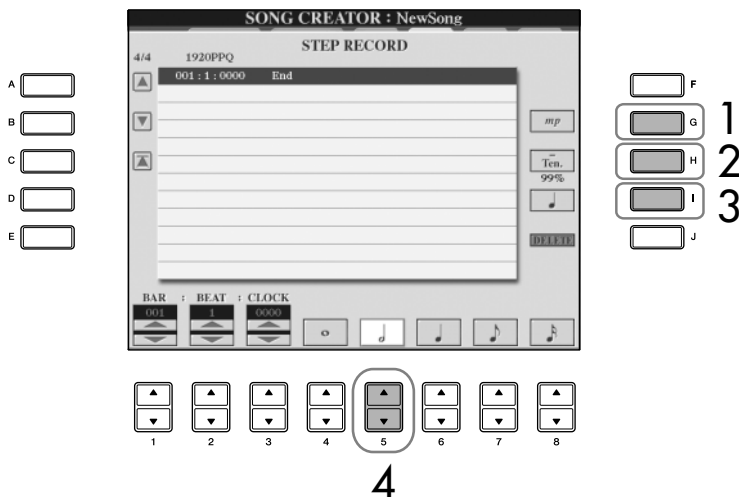 SONG CREATOR : NewSong
STEP RECORD
4/4 1920PPQ
001 : 1 : 0000 End
A
B
C
D
E
mp
Ten.
99%
DELETE
F
G 1
H 2
I 3
J
BAR : BEAT : CLOCK
001 1 0000
1 2 3 4 5 6 7 8
4